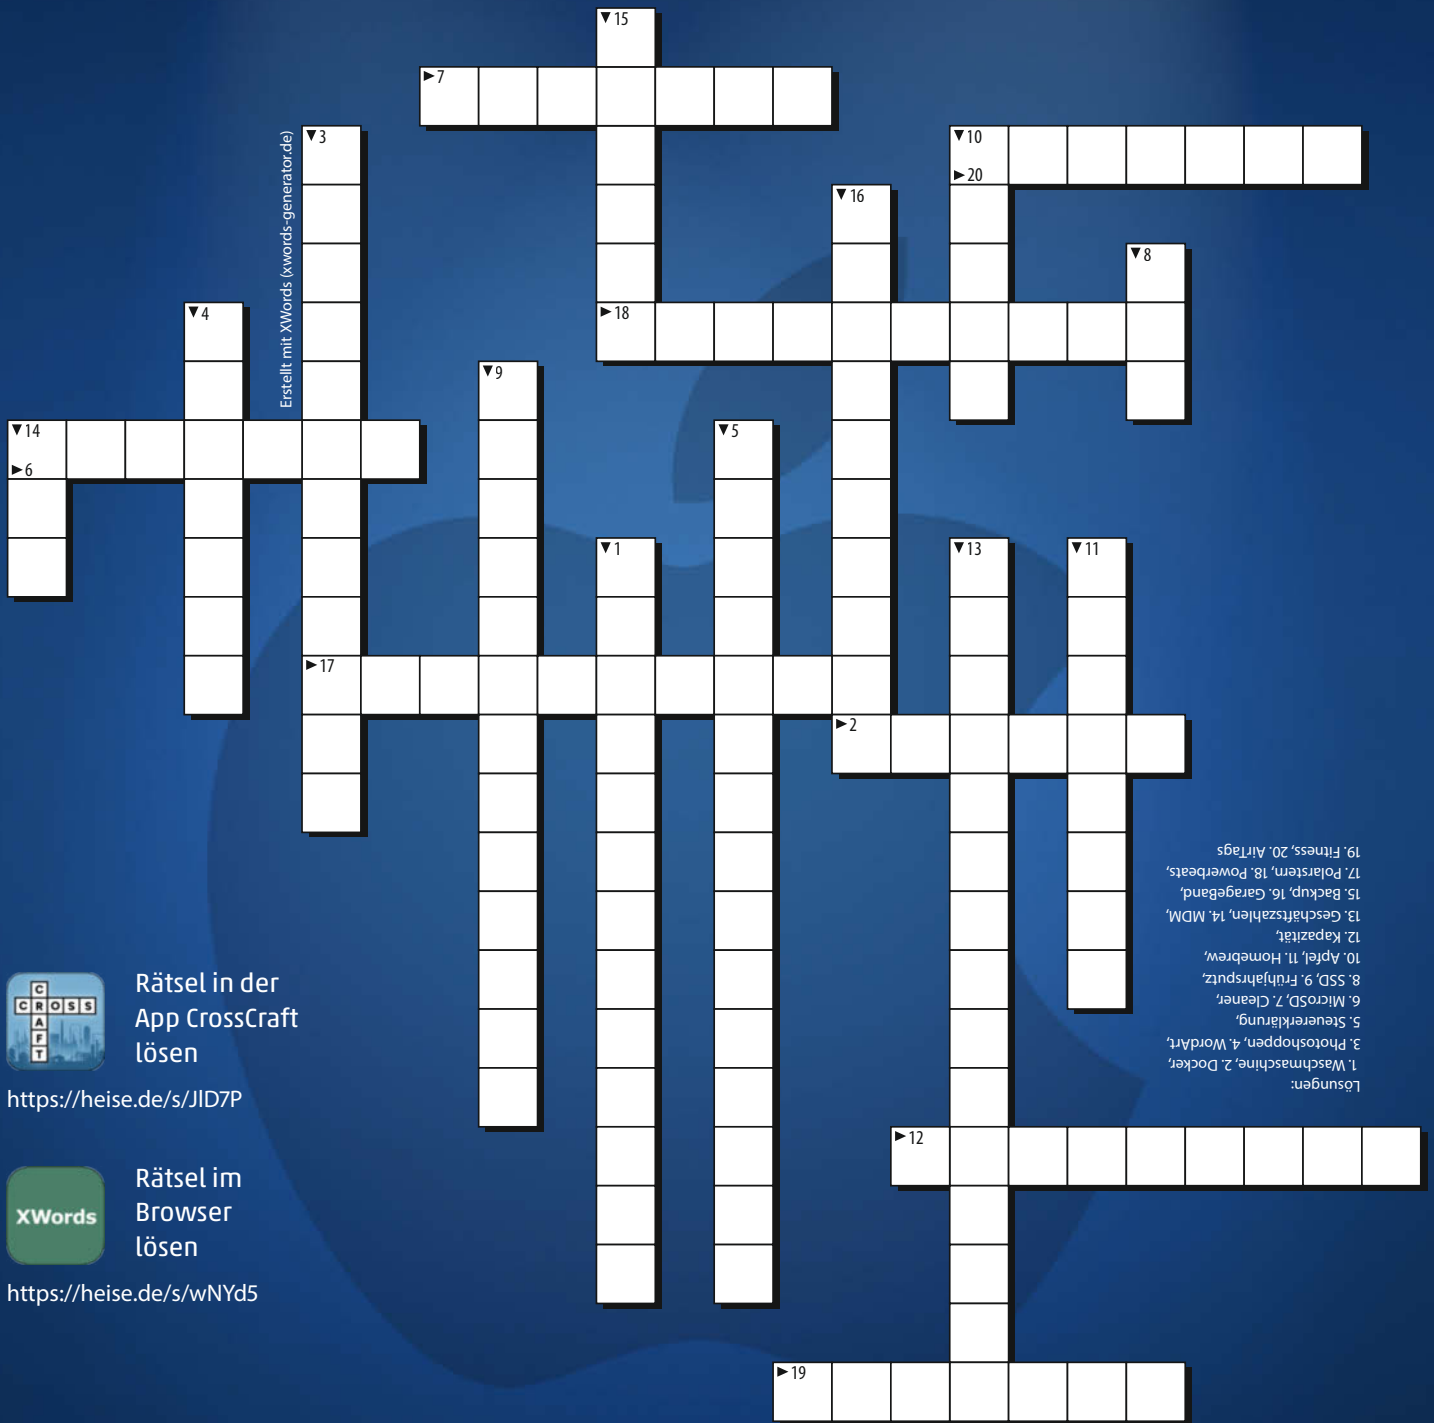 ▼15
▶7
▼3
▼10
▶20
▼16
▼8
▼4
▶18
Erstellt mit XWords (xwords-generator.de)
▼9
▼14
▶6
▼5
▼1
▼13
▼11
▶17
▶2
▶12
▶19
CROSS
CRAFT
Rätsel in der
App CrossCraft
lösen
https://heise.de/s/JlD7P
XWords
Rätsel im
Browser
lösen
https://heise.de/s/wNYd5
Lösungen:
1. Waschmaschine, 2. Docker,
3. Photoshoppen, 4. WordArt,
5. Steuererklärung,
6. MicroSD, 7. Cleaner,
8. SSD, 9. Frühjahrsputz,
10. Apfel, 11. Homebrew,
12. Kapazität,
13. Geschäftszahlen, 14. MDM,
15. Backup, 16. GarageBand,
17. Polarstern, 18. Powerbeats,
19. Fitness, 20. AirTags